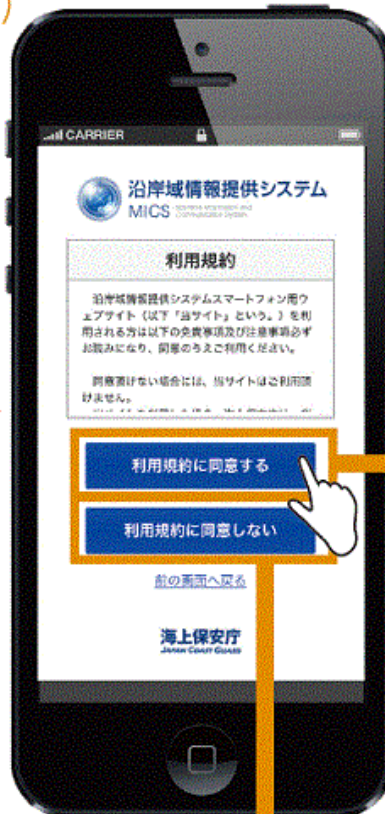 CARRIER
沿岸域情報提供システム
MICS
利用規約
沿岸域情報提供システムスマートフォン用ウ
ェブサイト（以下「当サイト」という。）を利
用される方は以下の免責事項及び注意事項必ず
お読みになり、同意のうえご利用ください。
同意頂けない場合には、当サイトはご利用頂
けません。
利用規約に同意する
利用規約に同意しない
前の画面へ戻る
海上保安庁
JAPAN COAST GUARD